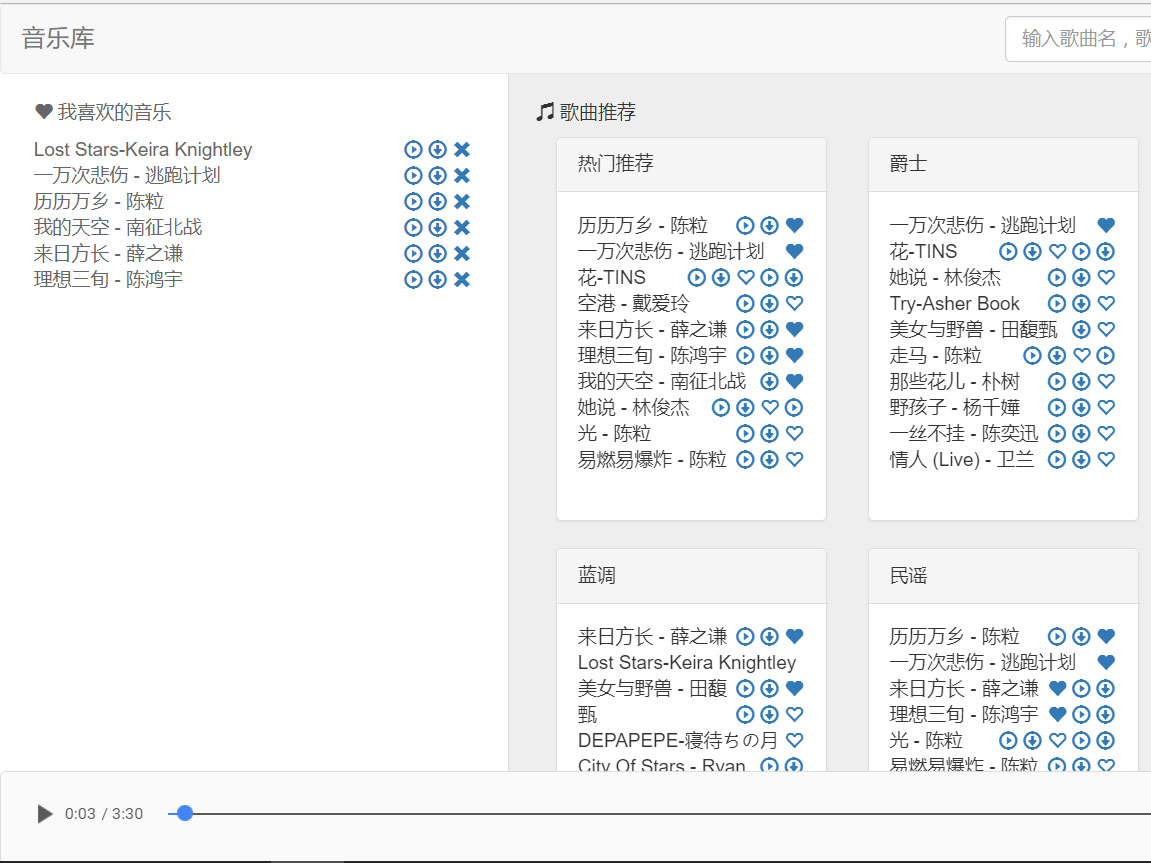 音乐库
输入歌曲名，歌
我喜欢的音乐
Lost Stars-Keira Knightley
一万次悲伤 - 逃跑计划
历历万乡 - 陈粒
我的天空 - 南征北战
来日方长 - 薛之谦
理想三旬 - 陈鸿宇
歌曲推荐
热门推荐
历历万乡 - 陈粒
一万次悲伤 - 逃跑计划
花-TINS
空港 - 戴爱玲
来日方长 - 薛之谦
理想三旬 - 陈鸿宇
我的天空 - 南征北战
她说 - 林俊杰
光 - 陈粒
易燃易爆炸 - 陈粒
爵士
一万次悲伤 - 逃跑计划
花-TINS
她说 - 林俊杰
Try-Asher Book
美女与野兽 - 田馥甄
走马 - 陈粒
那些花儿 - 朴树
野孩子 - 杨千嬅
一丝不挂 - 陈奕迅
情人 (Live) - 卫兰
蓝调
来日方长 - 薛之谦
Lost Stars-Keira Knightley
美女与野兽 - 田馥
甄
DEPAPEPE-寝待ちの月
City Of Stars - Ryan
民谣
历历万乡 - 陈粒
一万次悲伤 - 逃跑计划
来日方长 - 薛之谦
理想三旬 - 陈鸿宇
光 - 陈粒
易燃易爆炸 - 陈粒
0:03 / 3:30